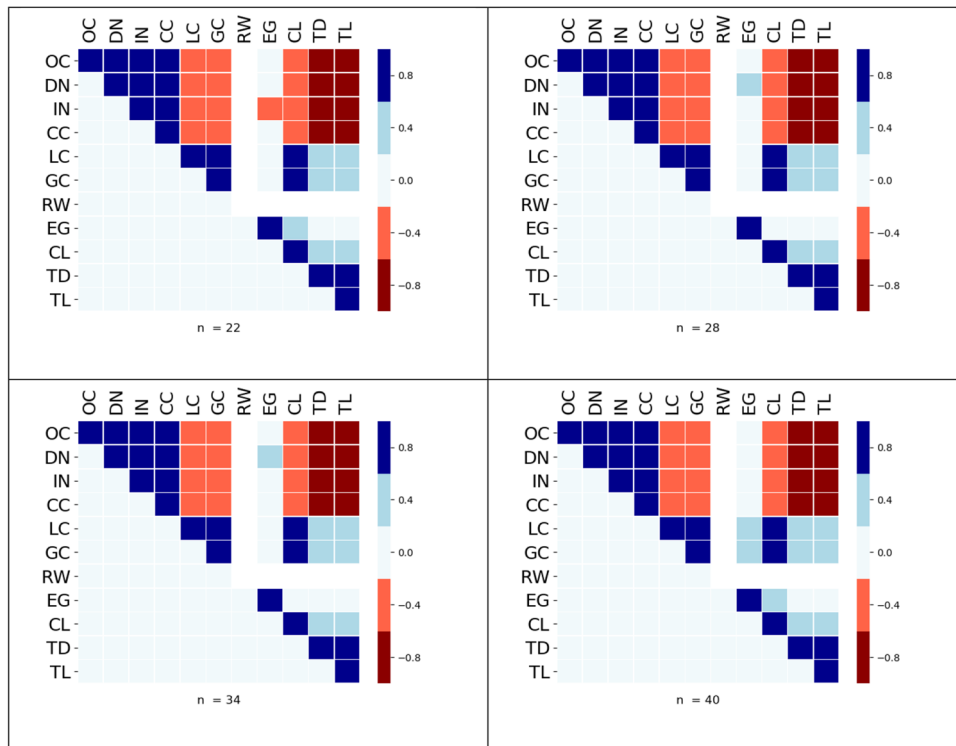 OC DN IN CC LC GC RW EG CL TD TL
OC
DN
IN
CC
LC
GC
RW
EG
CL
TD
TL
0.8
0.4
0.0
−0.4
−0.8
n = 22
OC DN IN CC LC GC RW EG CL TD TL
OC
DN
IN
CC
LC
GC
RW
EG
CL
TD
TL
0.8
0.4
0.0
−0.4
−0.8
n = 28
OC DN IN CC LC GC RW EG CL TD TL
OC
DN
IN
CC
LC
GC
RW
EG
CL
TD
TL
0.8
0.4
0.0
−0.4
−0.8
n = 34
OC DN IN CC LC GC RW EG CL TD TL
OC
DN
IN
CC
LC
GC
RW
EG
CL
TD
TL
0.8
0.4
0.0
−0.4
−0.8
n = 40